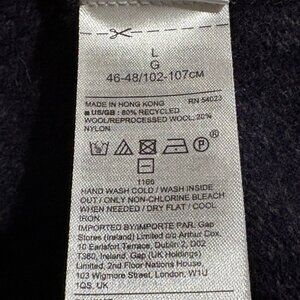 L
G
46-48/102-107CM
MADE IN HONG KONG RN 54023
■ US/GB : 80% RECYCLED
WOOL/REPROCESSED WOOL, 20%
NYLON
P
1166
HAND WASH COLD / WASH INSIDE
OUT / ONLY NON-CHLORINE BLEACH
WHEN NEEDED / DRY FLAT / COOL
IRON
IMPORTED BY/IMPORTE PAR: Gap
Stores (Ireland) Limited c/o Arthur Cox,
10 Earlsfort Terrace, Dublin 2, D02
T380, Ireland, Gap (UK Holdings)
Limited, 2nd Floor Nations House,
103 Wigmore Street, London, W1U
1QS, UK